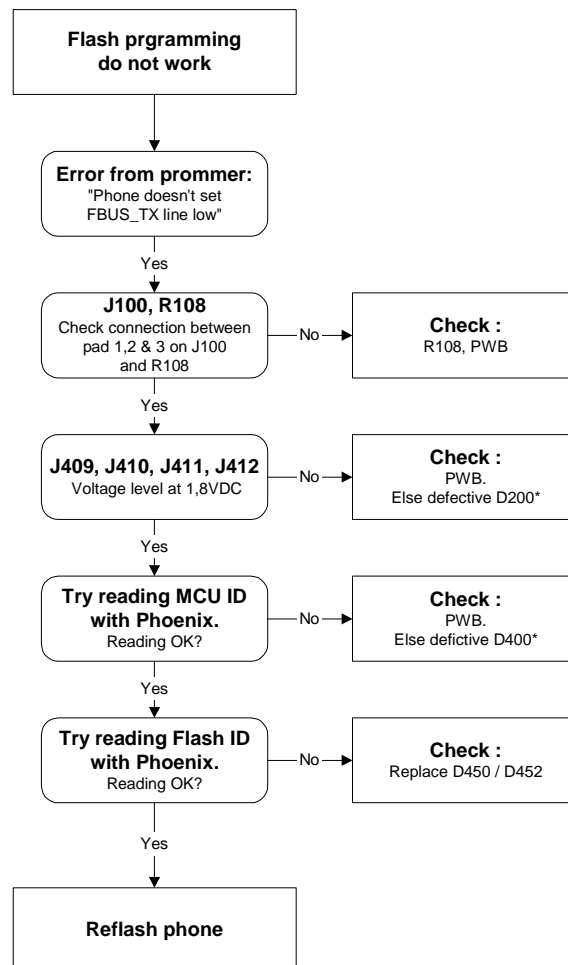 Flash prgramming
do not work
Error from prommer:
"Phone doesn't set
FBUS_TX line low"
Yes
J100, R108
Check connection between
pad 1,2 & 3 on J100
and R108
No
Check :
R108, PWB
Yes
J409, J410, J411, J412
Voltage level at 1,8VDC
No
Check :
PWB.
Else defective D200*
Yes
Try reading MCU ID
with Phoenix.
Reading OK?
No
Check :
PWB.
Else defictive D400*
Yes
Try reading Flash ID
with Phoenix.
Reading OK?
No
Check :
Replace D450 / D452
Yes
Reflash phone